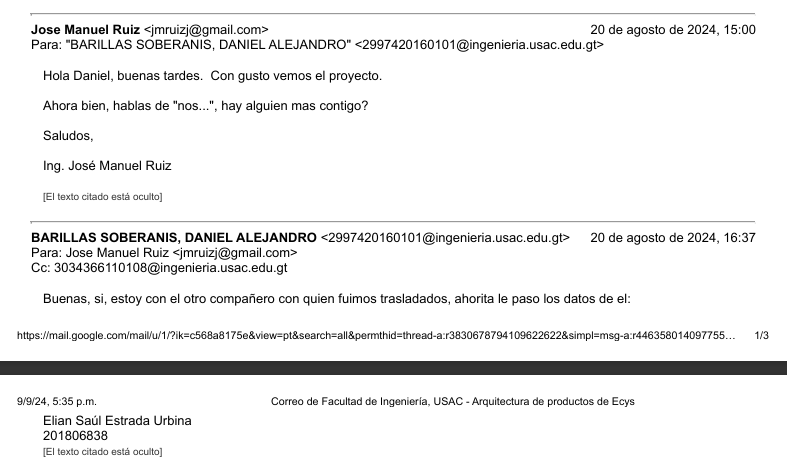 Jose Manuel Ruiz <jmruizj@gmail.com> 20 de agosto de 2024, 15:00
Para: "BARILLAS SOBERANIS, DANIEL ALEJANDRO" <2997420160101@ingenieria.usac.edu.gt>
Hola Daniel, buenas tardes.  Con gusto vemos el proyecto.
Ahora bien, hablas de "nos...", hay alguien mas contigo?
Saludos,
Ing. José Manuel Ruiz
[El texto citado está oculto]
BARILLAS SOBERANIS, DANIEL ALEJANDRO <2997420160101@ingenieria.usac.edu.gt> 20 de agosto de 2024, 16:37
Para: Jose Manuel Ruiz <jmruizj@gmail.com>
Cc: 3034366110108@ingenieria.usac.edu.gt
Buenas, si, estoy con el otro compañero con quien fuimos trasladados, ahorita le paso los datos de el:
https://mail.google.com/mail/u/1/?ik=c568a8175e&view=pt&search=all&permthid=thread-a:r3830678794109622622&simpl=msg-a:r446358014097755… 1/3
9/9/24, 5:35 p.m. Correo de Facultad de Ingeniería, USAC - Arquitectura de productos de Ecys
Elian Saúl Estrada Urbina
201806838
[El texto citado está oculto]